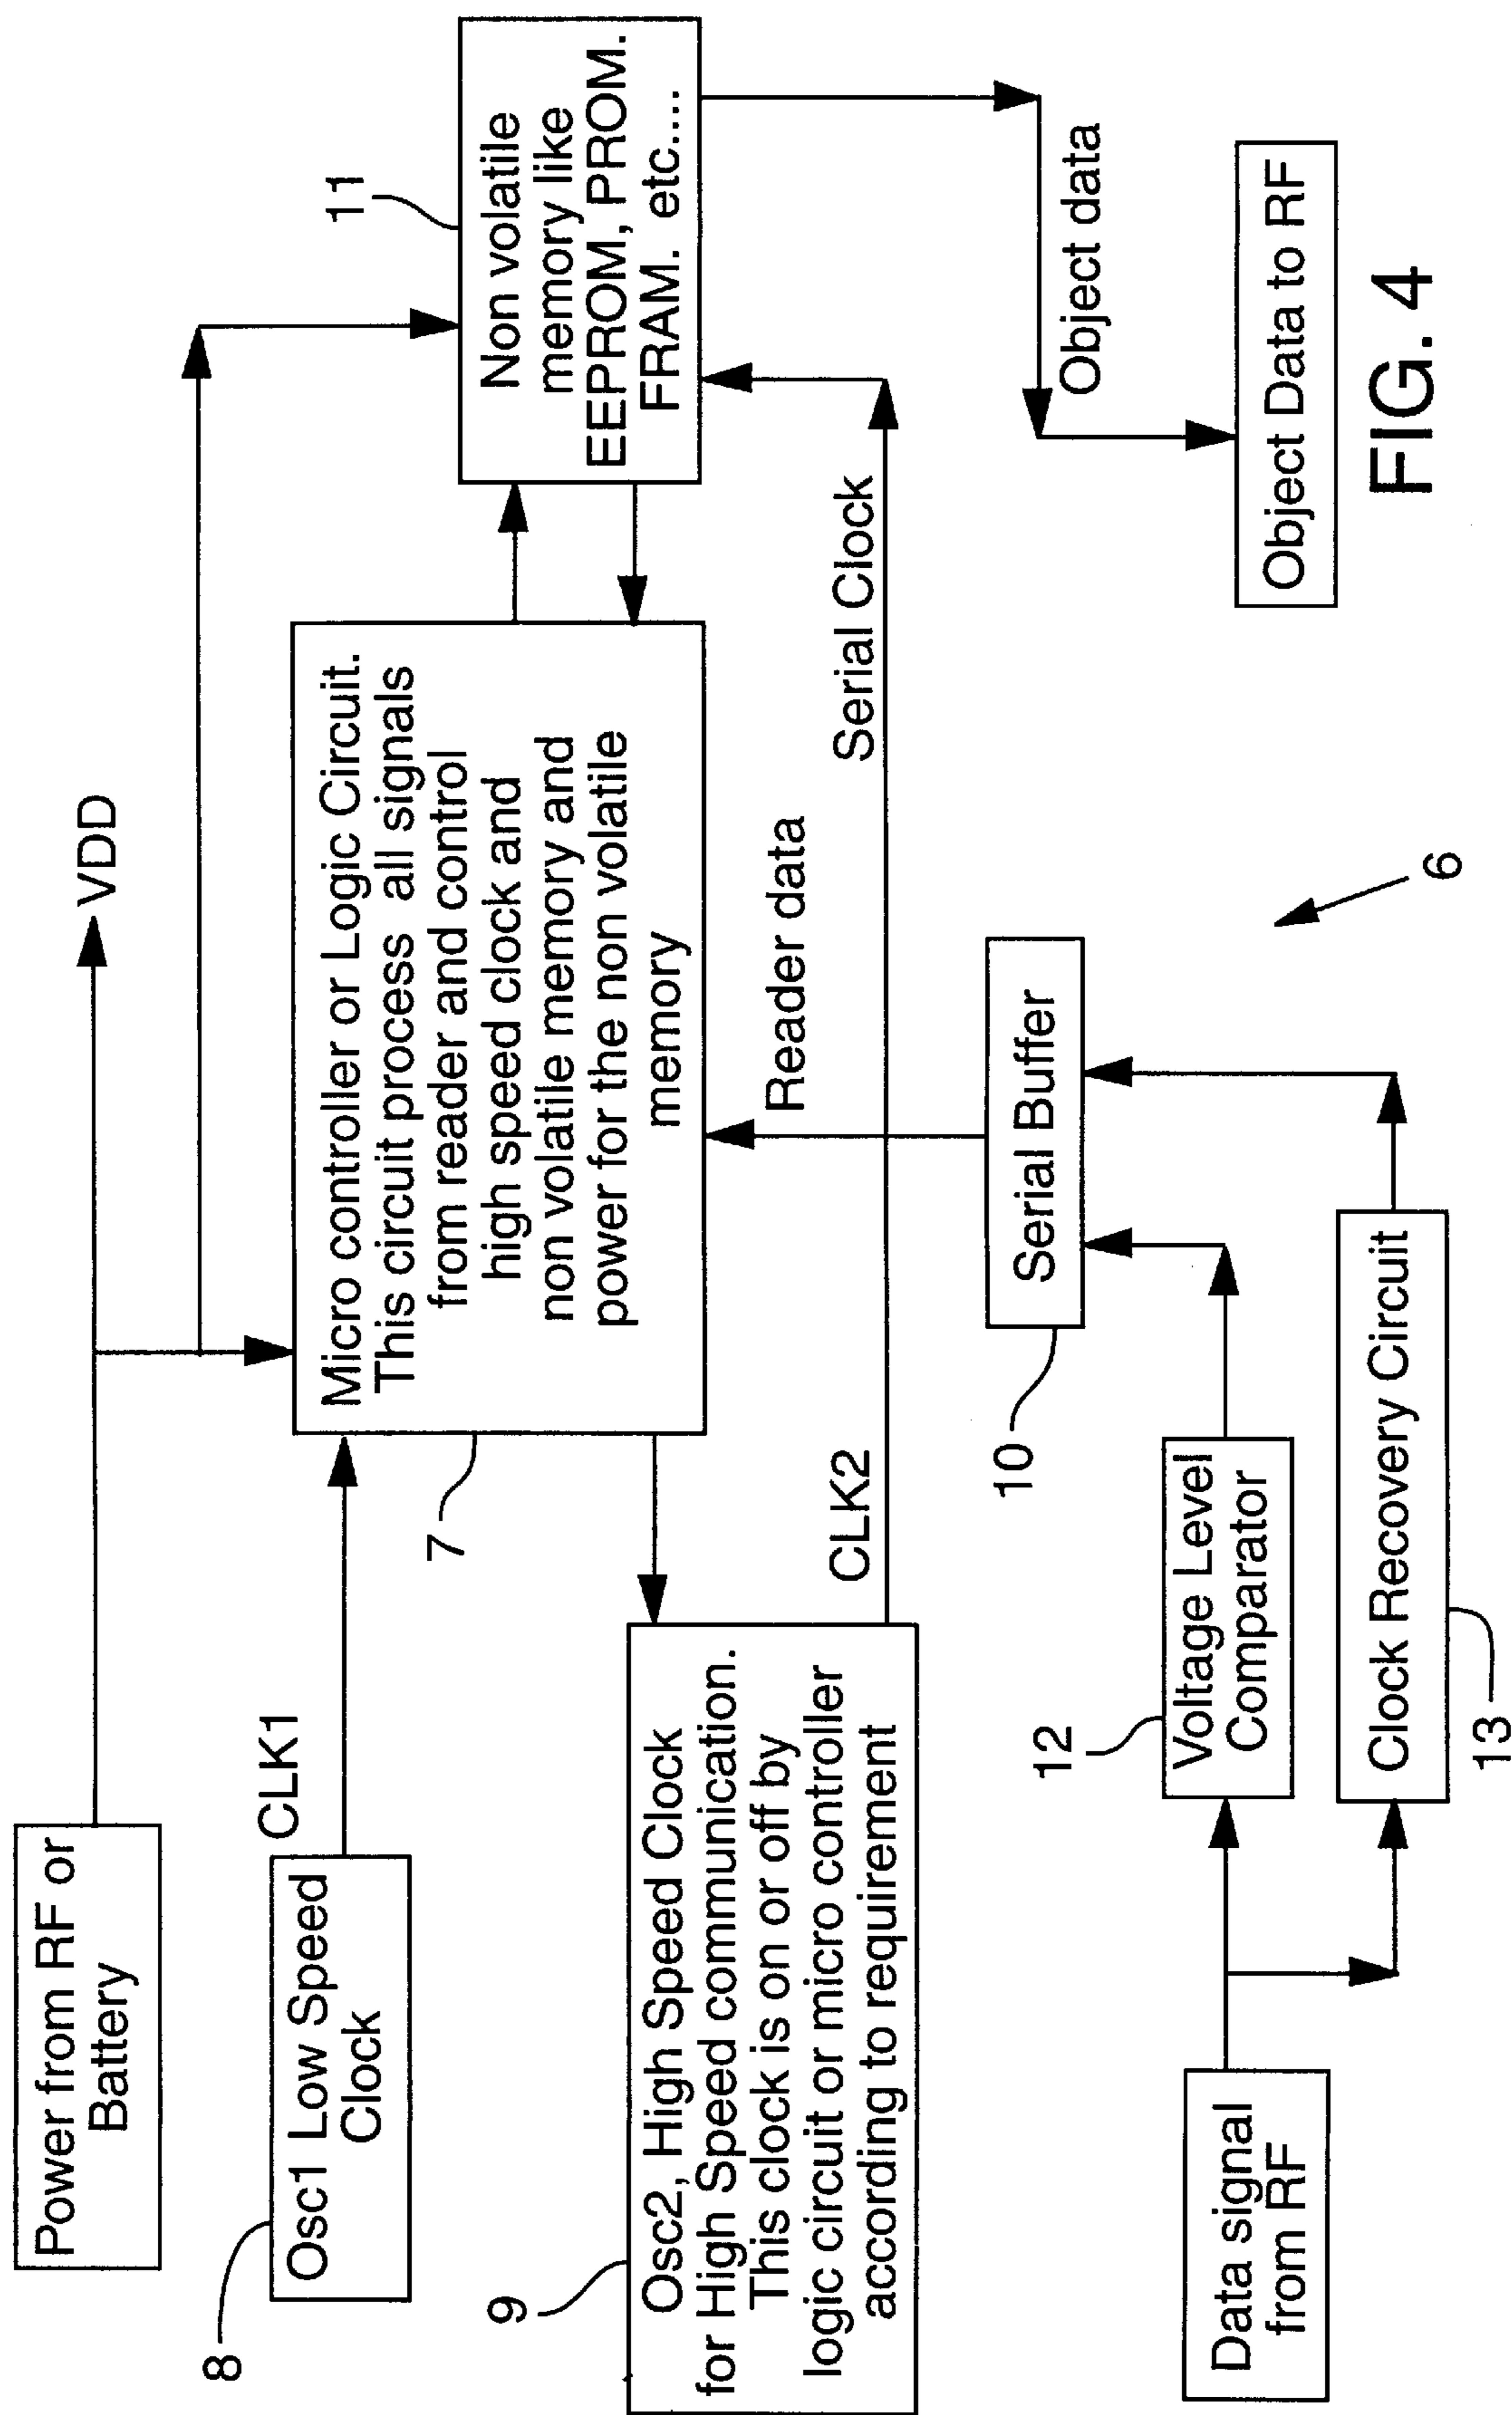 Power from RF or
Battery
VDD
8
Osc1 Low Speed
Clock
CLK1
7
Micro controller or Logic Circuit.
This circuit process all signals
from reader and control
high speed clock and
non volatile memory and
power for the non volatile
memory
11
Non volatile
memory like
EEPROM, PROM.
FRAM. etc....
9
Osc2, High Speed Clock
for High Speed communication.
This clock is on or off by
logic circuit or micro controller
according to requirement
CLK2
Reader data
Serial Clock
Object data
10
Serial Buffer
12
Voltage Level
Comparator
Data signal
from RF
Clock Recovery Circuit
13
6
Object Data to RF
FIG. 4